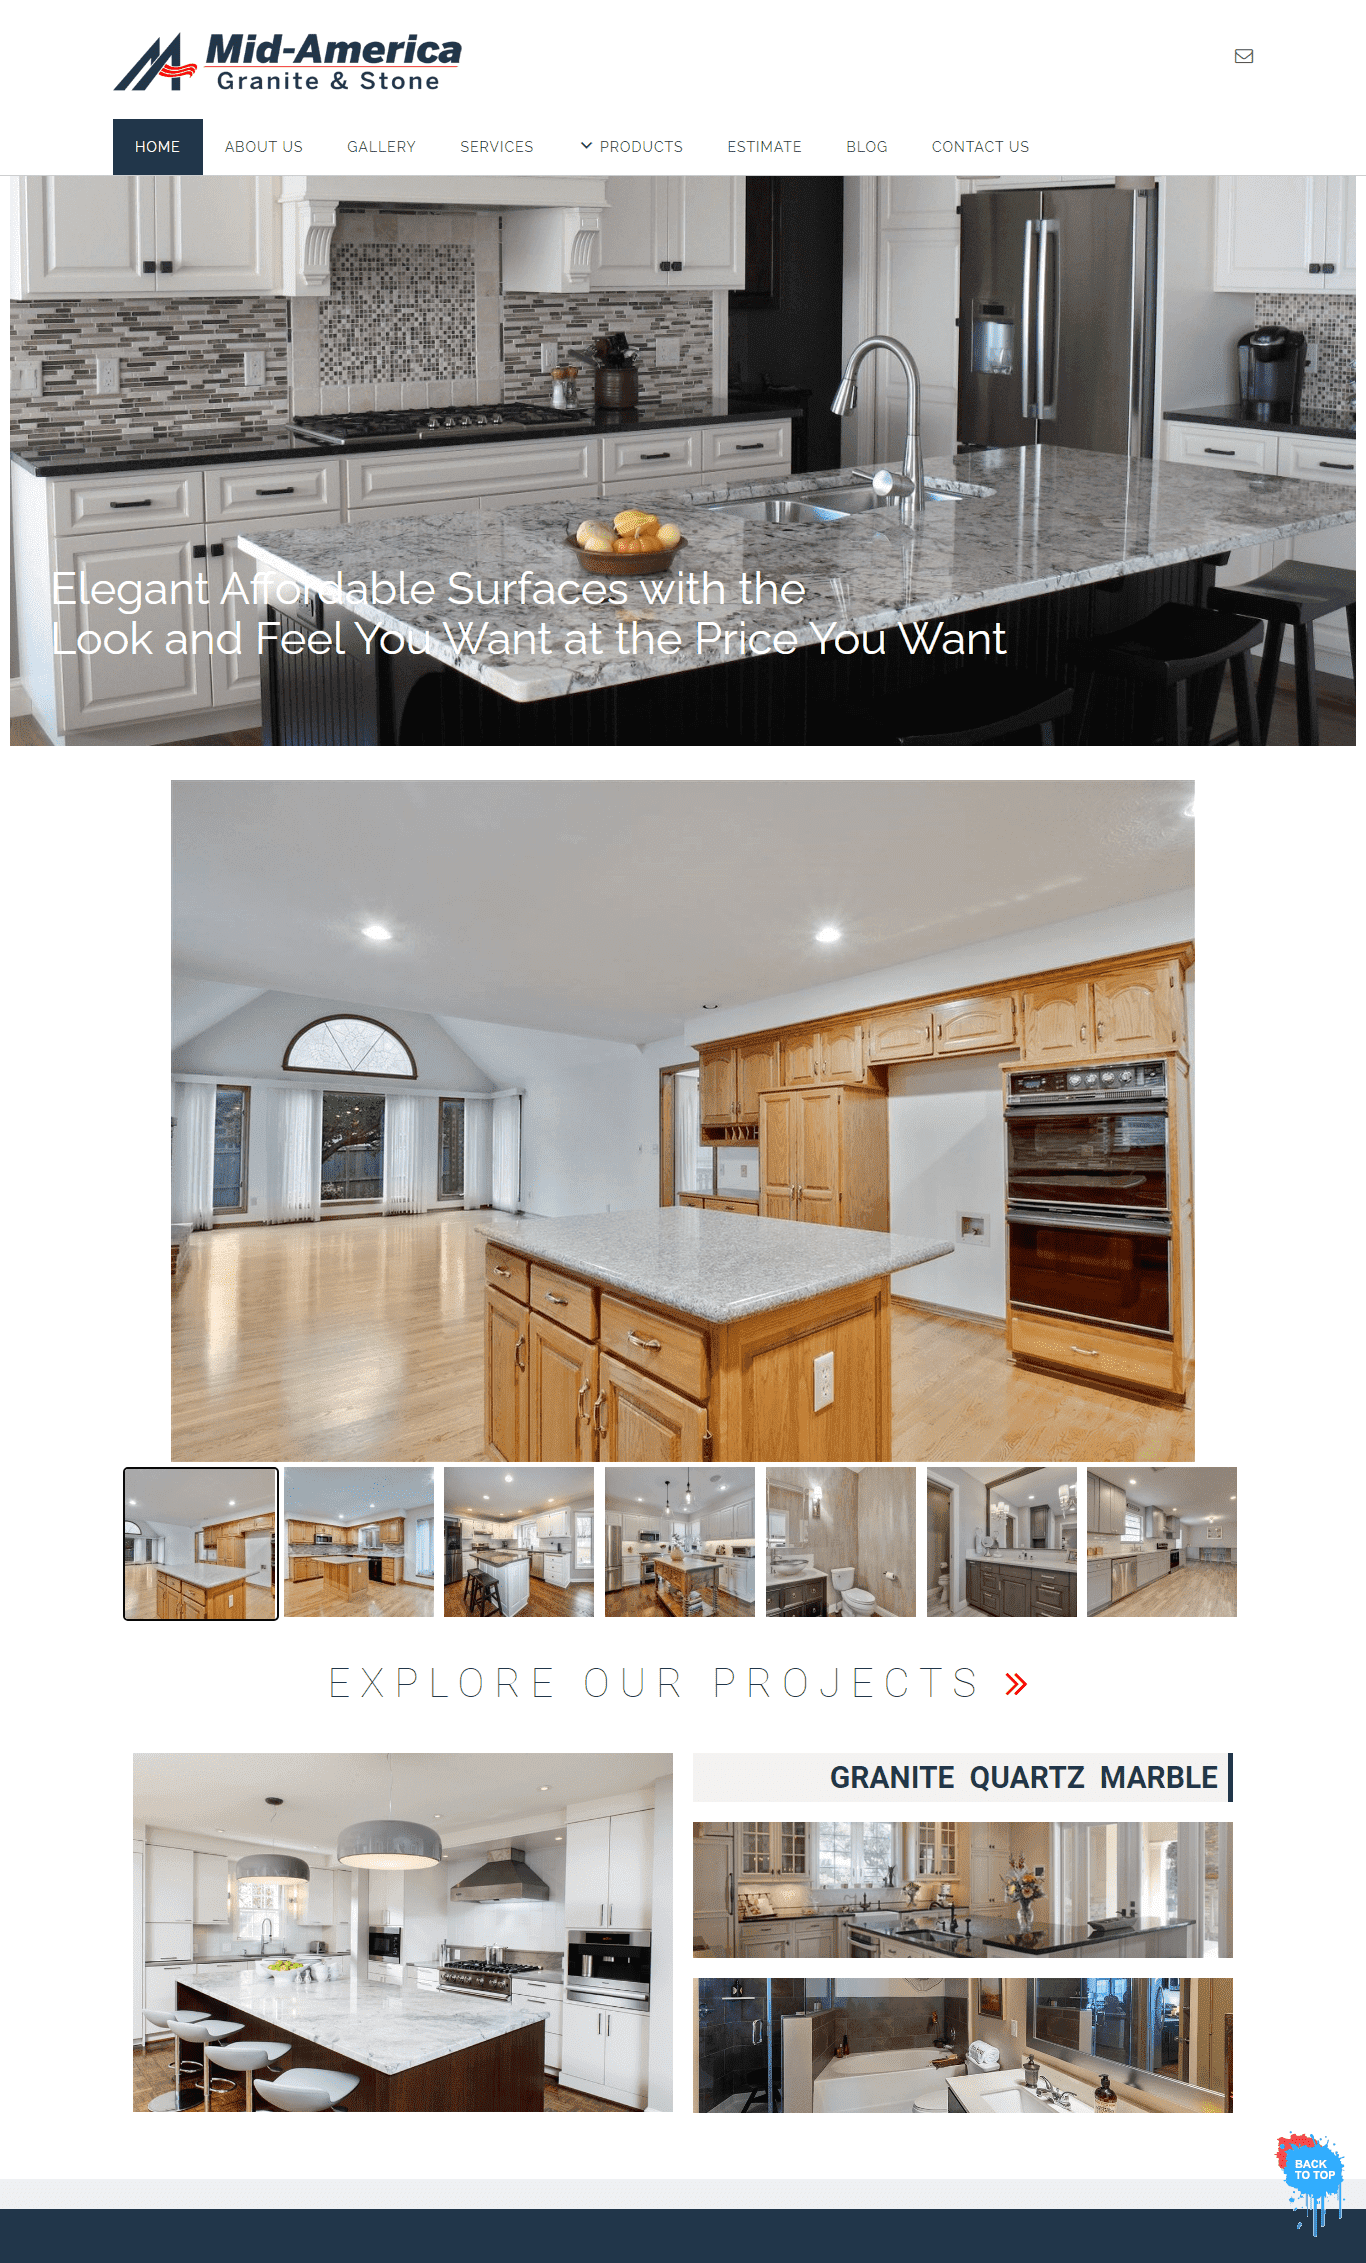 Mid-America
Granite & Stone
HOME
ABOUT US
GALLERY
SERVICES
PRODUCTS
ESTIMATE
BLOG
CONTACT US
Elegant Affordable Surfaces with the
Look and Feel You Want at the Price You Want
EXPLORE OUR PROJECTS
GRANITE QUARTZ MARBLE
BACK
TO TOP